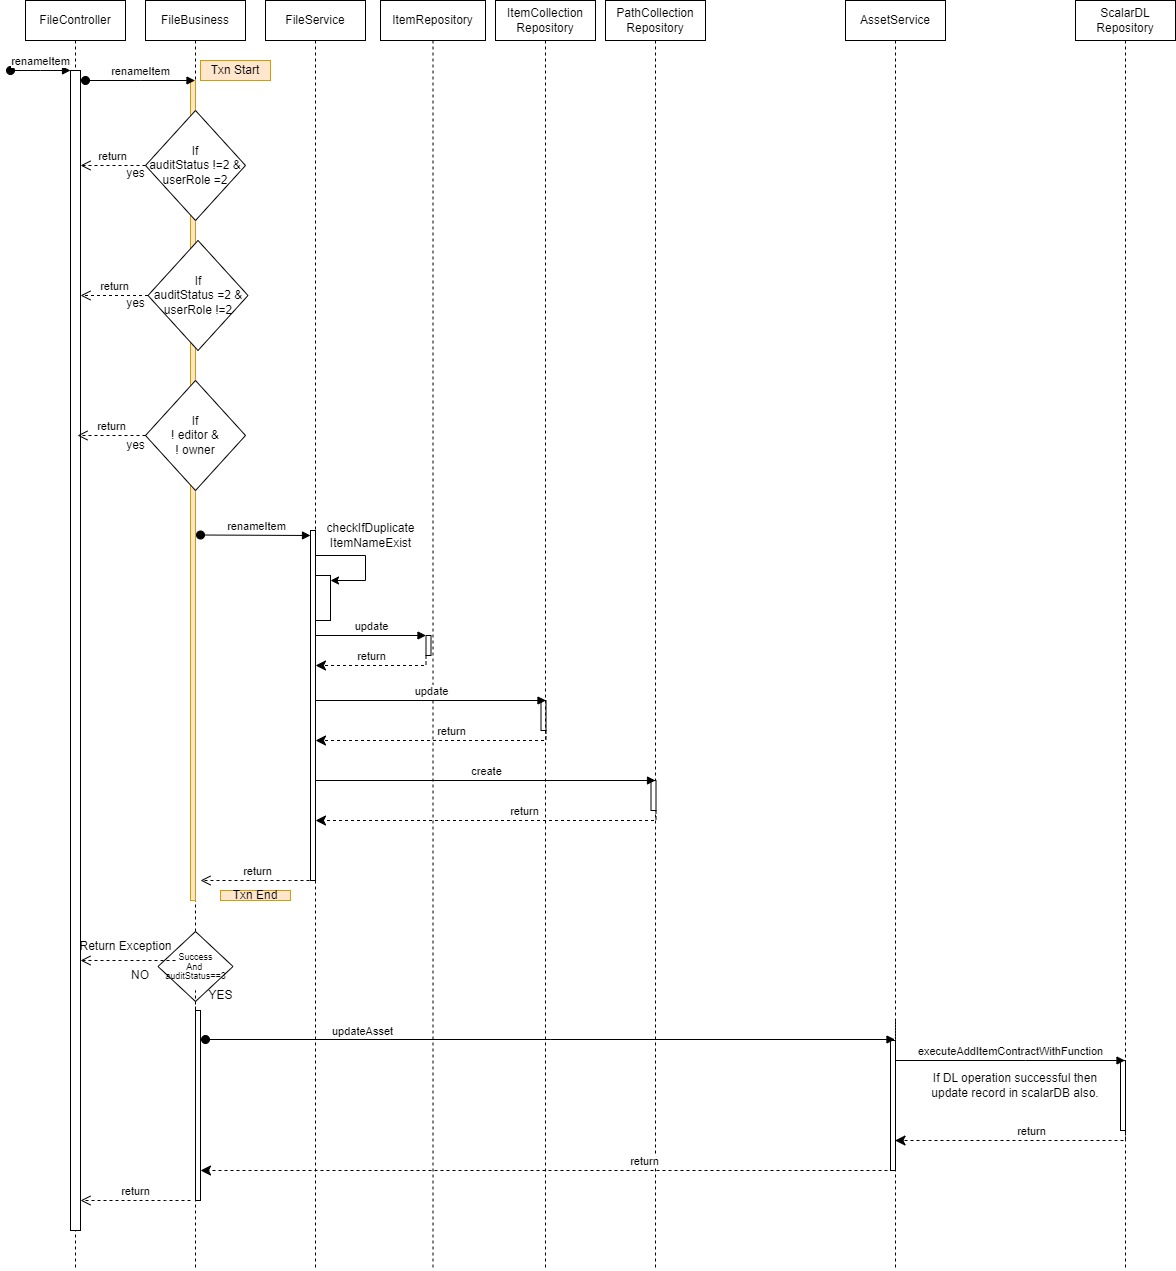 FileController
FileBusiness
FileService
ItemRepository
ItemCollection
Repository
PathCollection
Repository
AssetService
ScalarDL
Repository
renameItem
renameItem
Txn Start
If
auditStatus !=2 &
userRole =2
return
yes
If
auditStatus =2 &
userRole !=2
return
yes
If
! editor &
! owner
return
yes
renameItem
checkIfDuplicate
ItemNameExist
update
return
update
return
create
return
return
Txn End
Return Exception
Success
And
auditStatus==3
NO
YES
updateAsset
executeAddItemContractWithFunction
If DL operation successful then
update record in scalarDB also.
return
return
return